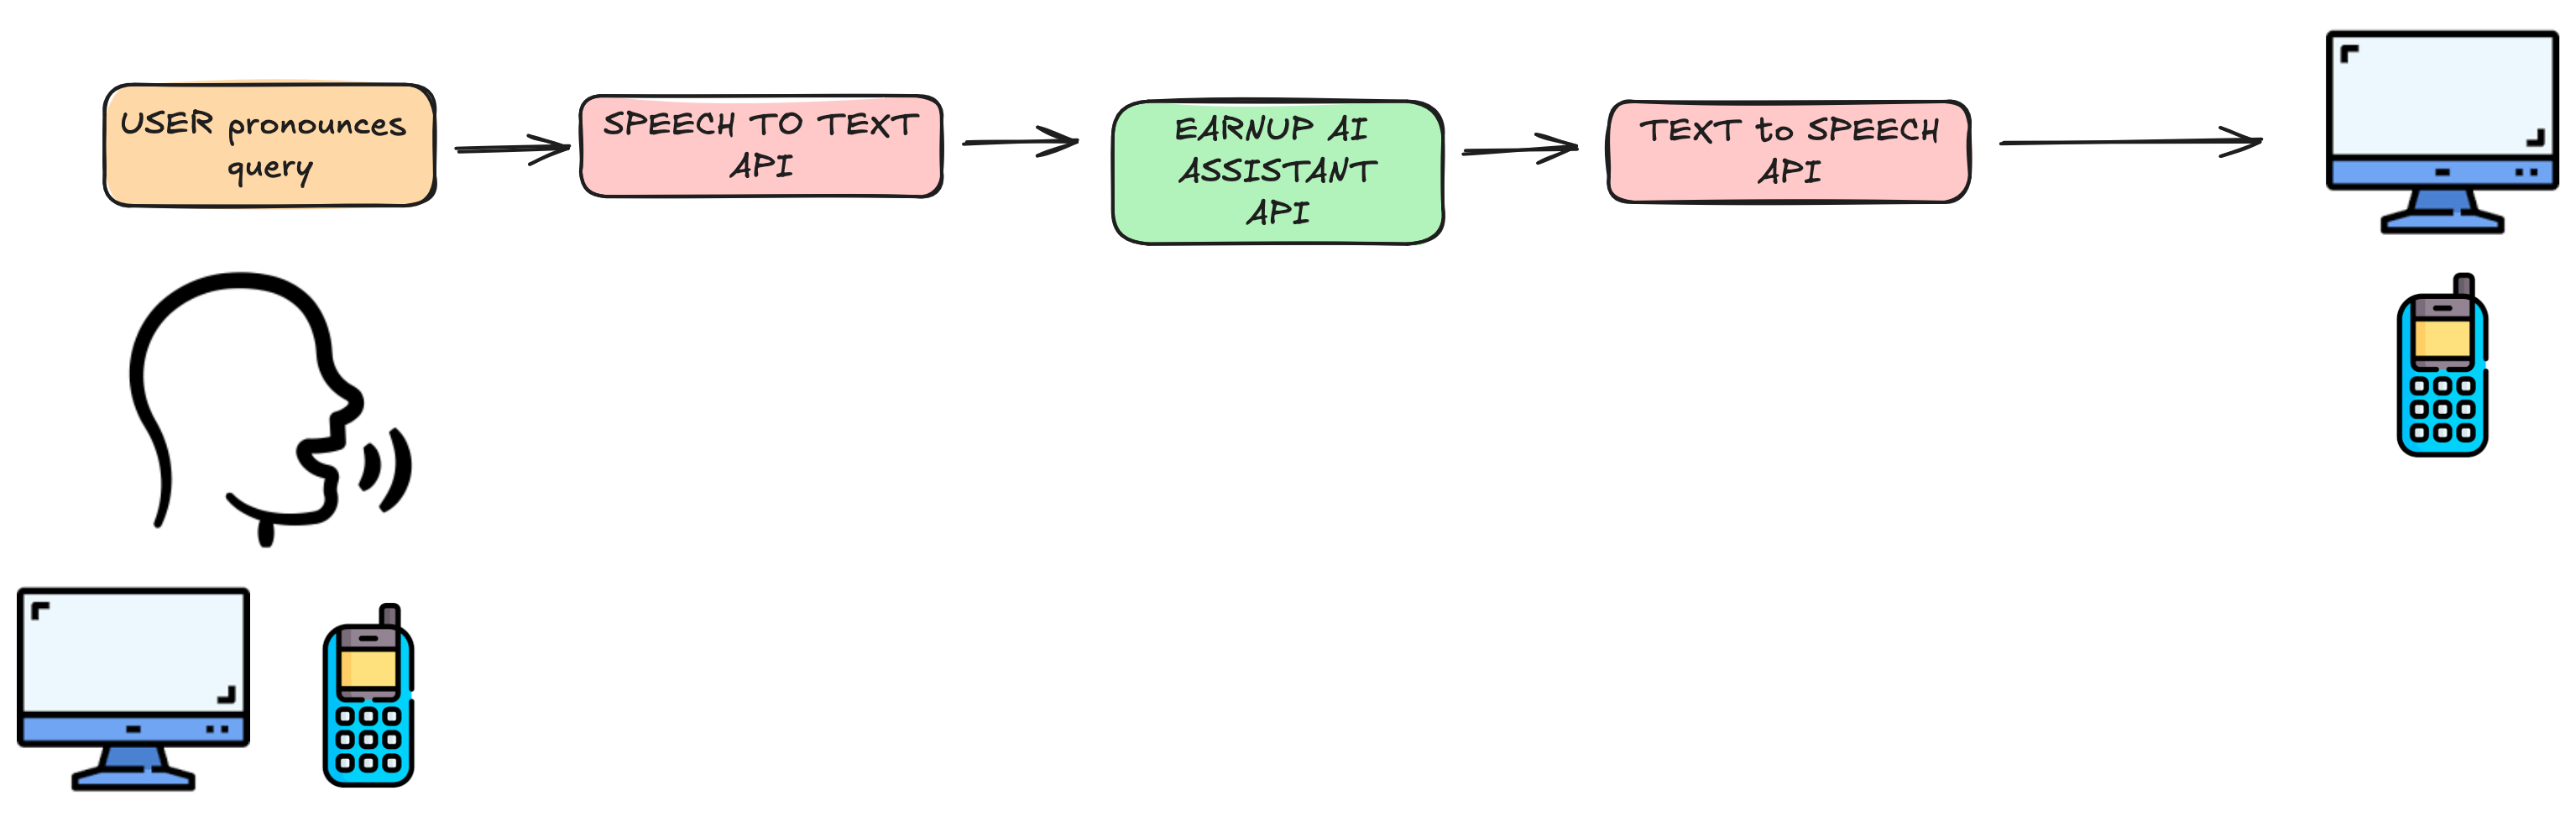 USER pronounces
query
SPEECH TO TEXT
API
EARNUP AI
ASSISTANT
API
TEXT to SPEECH
API